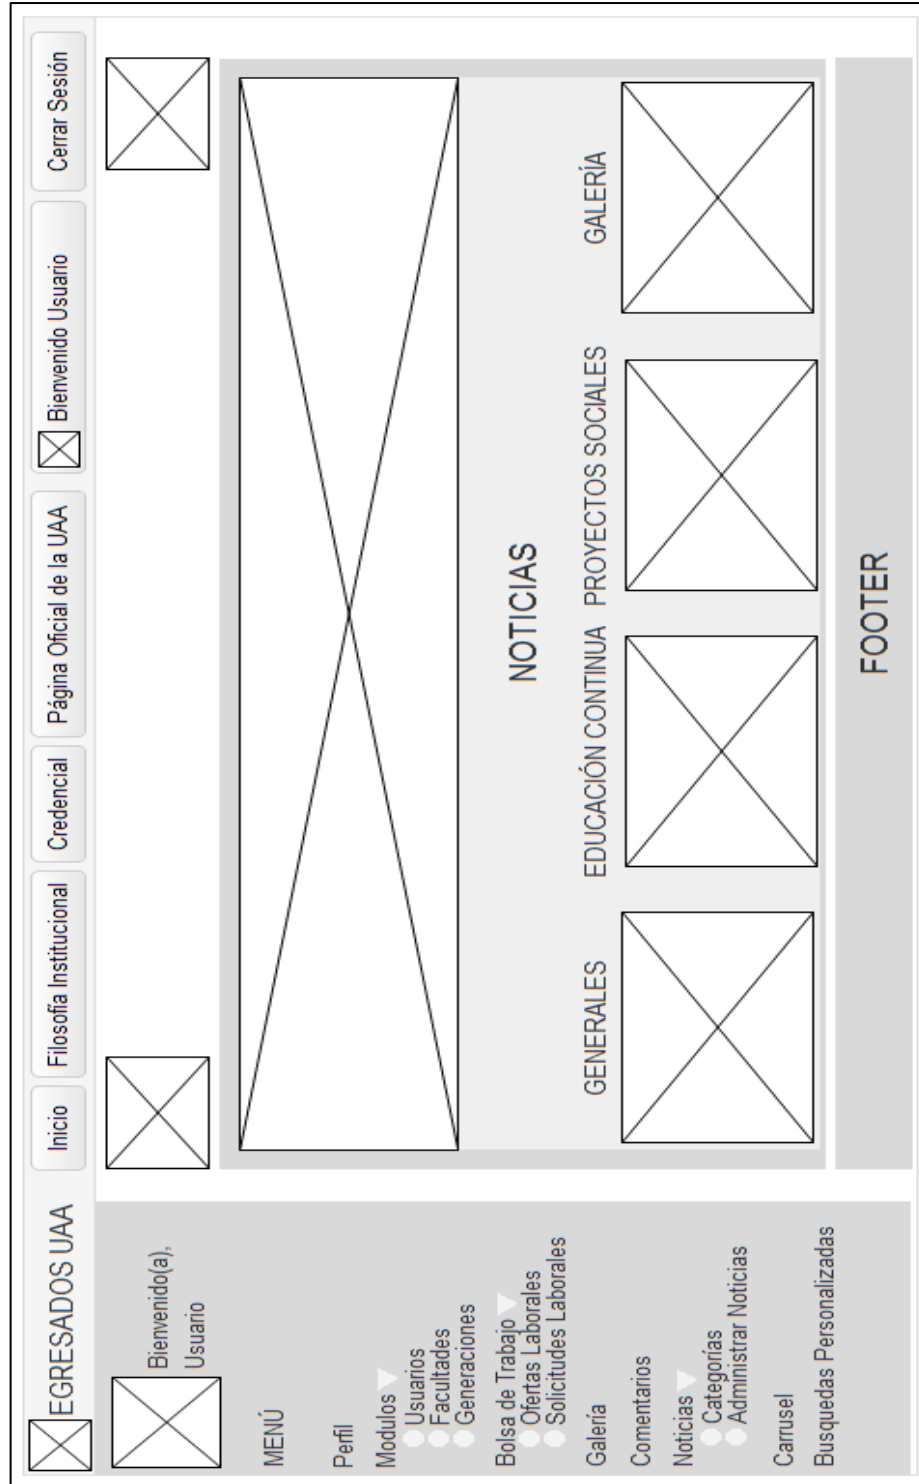 EGRESADOS UAA
Inicio
Filosofía Institucional
Credencial
Página Oficial de la UAA
Bienvenido Usuario
Cerrar Sesión
Bienvenido(a),
Usuario
MENÚ
Perfil
Modulos
Usuarios
Facultades
Generaciones
Bolsa de Trabajo
Ofertas Laborales
Solicitudes Laborales
Galería
Comentarios
Noticias
Categorías
Administrar Noticias
Carrusel
Busquedas Personalizadas
NOTICIAS
GENERALES
EDUCACIÓN CONTINUA
PROYECTOS SOCIALES
GALERÍA
FOOTER